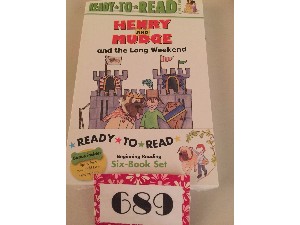 READY-TO-READ
HENRY
AND
MUDGE
and the Long Weekend
READY-TO-READ
Beginning Reading
Six-Book Set
689